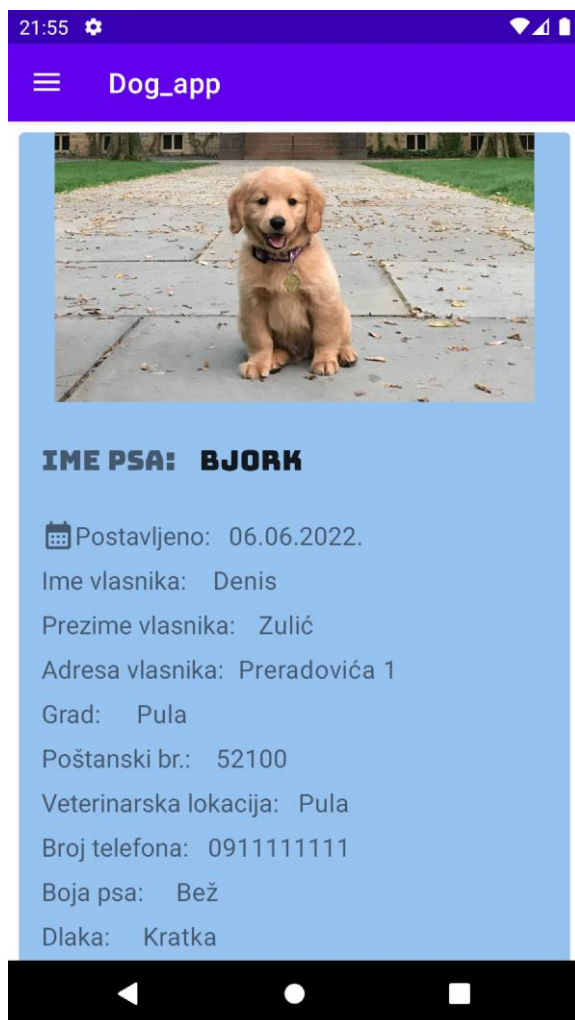 21:55
Dog_app
IME PSA: BJORK
Postavljeno: 06.06.2022.
Ime vlasnika: Denis
Prezime vlasnika: Zulić
Adresa vlasnika: Preradovića 1
Grad: Pula
Poštanski br.: 52100
Veterinarska lokacija: Pula
Broj telefona: 0911111111
Boja psa: Bež
Dlaka: Kratka